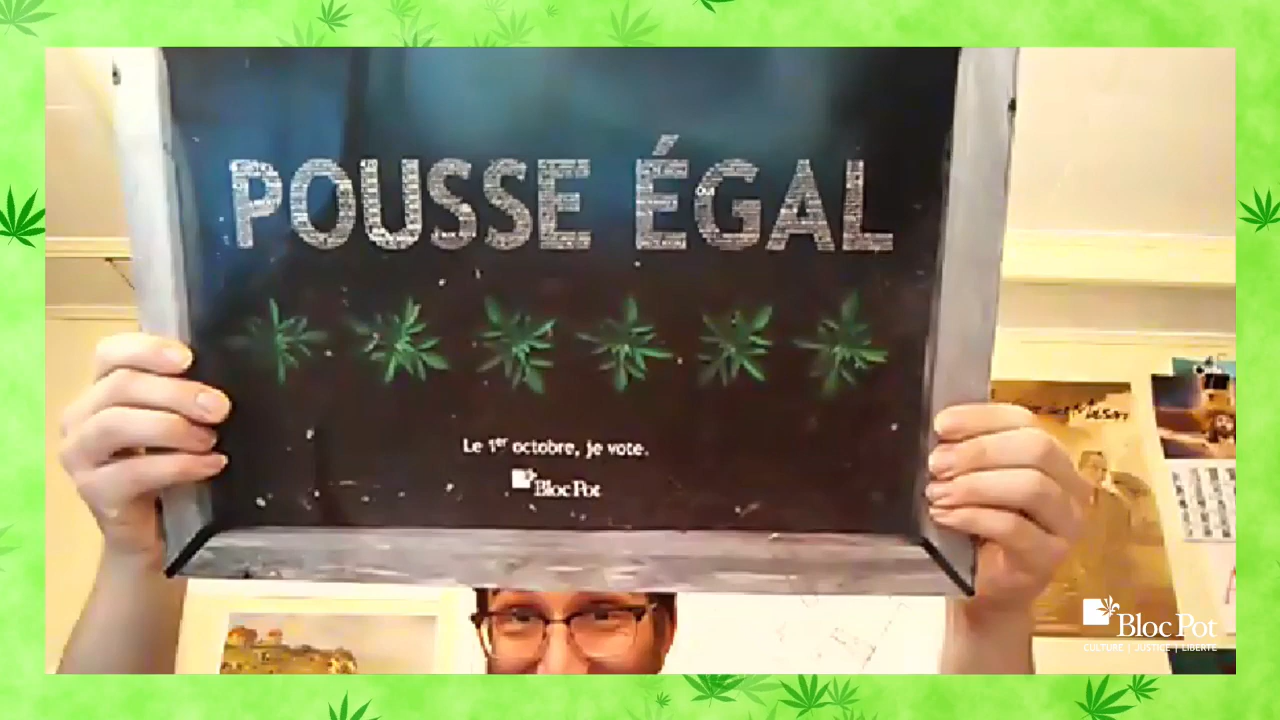 POUSSE ÉGAL
Le 1er octobre, je vote.
Bloc Pot
Bloc Pot
CULTURE | JUSTICE | LIBERTÉ